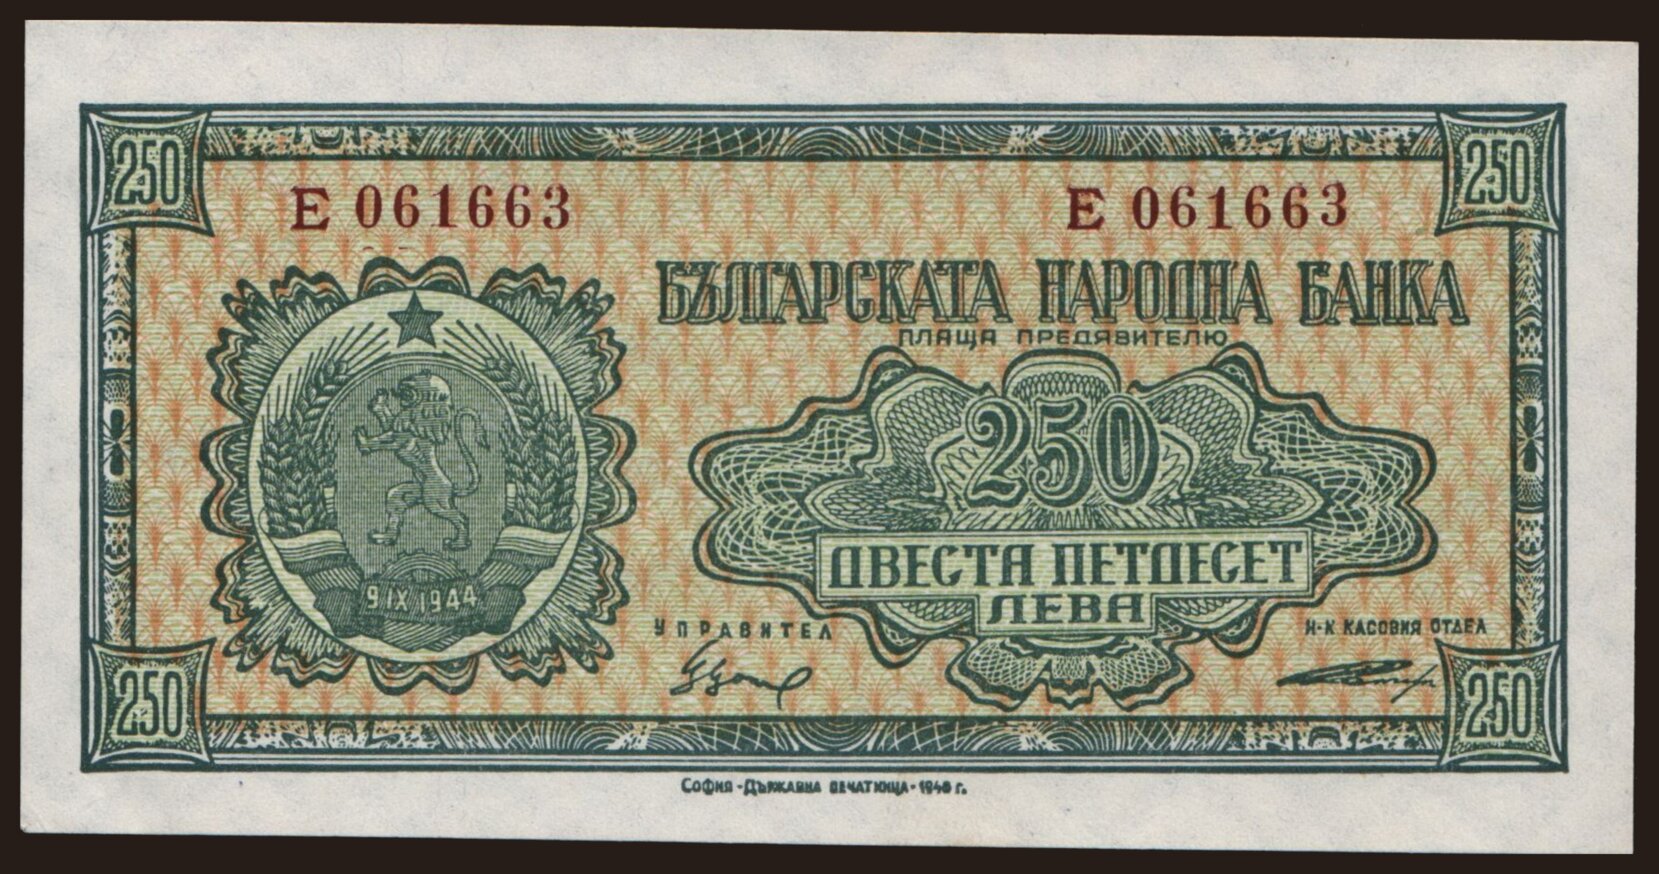 250
250
Е 061663
Е 061663
БЪЛГАРСКАТА НАРОДНА БАНКА
ПЛАЩА ПРЕДЯВИТЕЛЮ
250
ДВЕСТА ПЕТДЕСЕТ
ЛЕВА
9 IX 1944
УПРАВИТЕЛ
Н-К КАСОВИЯ ОТДЕЛ
250
250
СОФИЯ - ДЪРЖАВНА ПЕЧАТНИЦА - 1948 г.